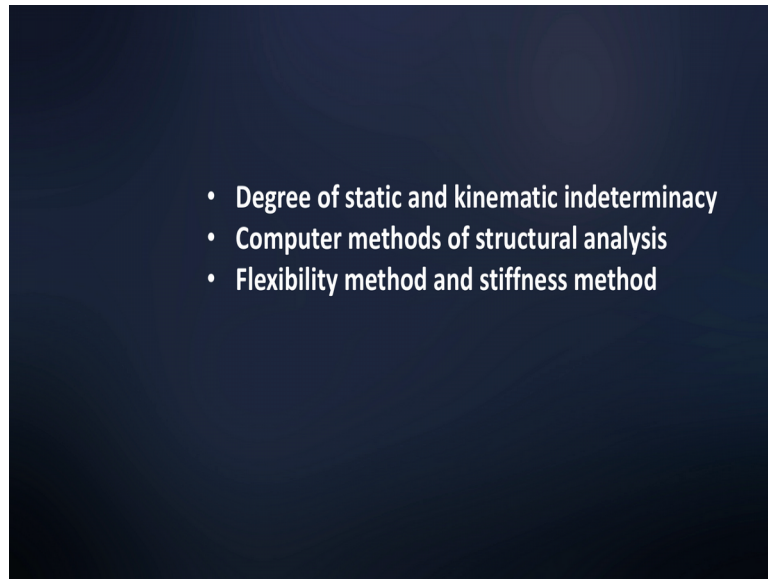 • Degree of static and kinematic indeterminacy
• Computer methods of structural analysis
• Flexibility method and stiffness method